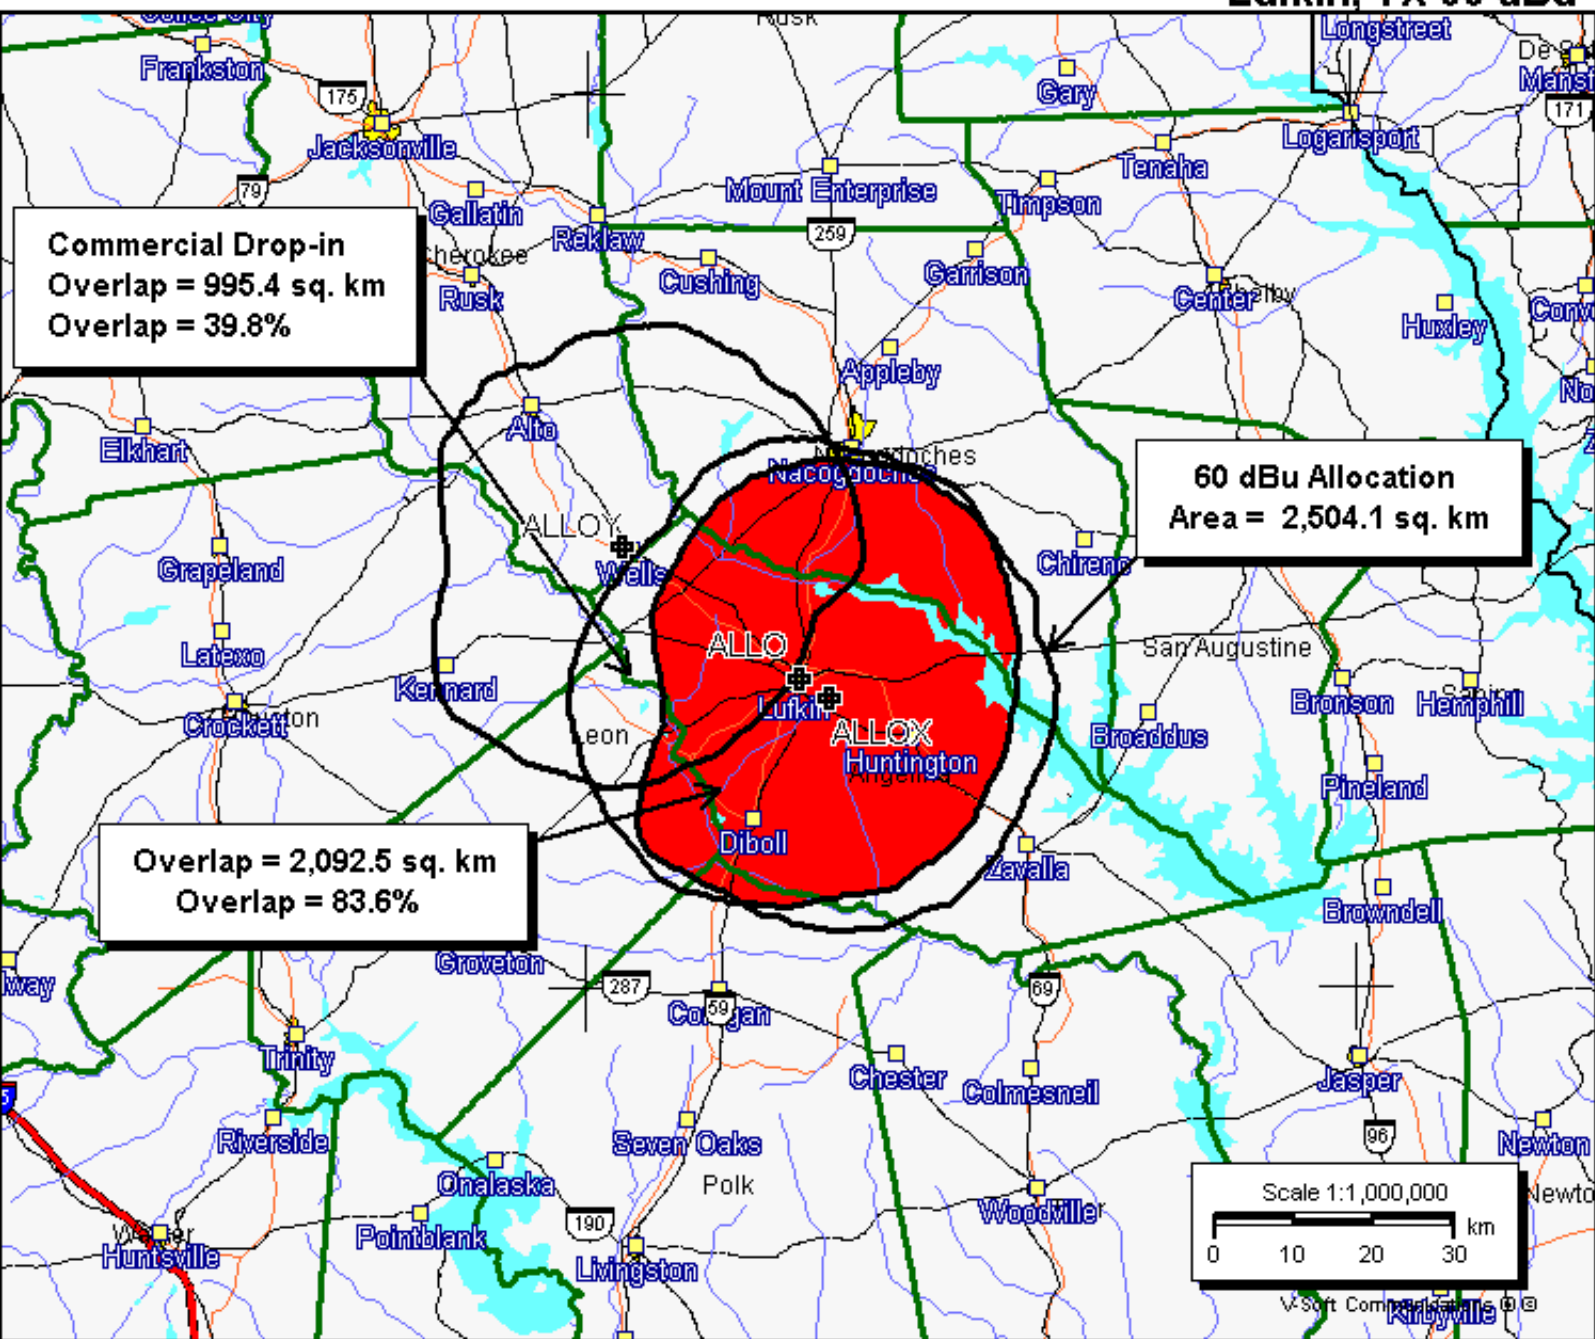 Frankston
175
Jacksonville
79
Rusk
Longstreet
Gary
Mansf
171
Logansport
Tenaha
Mount Enterprise
Timpson
Gallatin
Reklaw
259
Commercial Drop-in
Overlap = 995.4 sq. km
Overlap = 39.8%
Rusk
Cushing
Garrison
Center
Huxley
Appleby
Elkhart
Alto
Nacogdoches
60 dBu Allocation
Area = 2,504.1 sq. km
ALLOY
Wells
Chireno
Grapeland
Latexo
ALLO
San Augustine
Kennard
Crockett
Lufkin
ALLOX
Leon
Huntington
Angelina
Broaddus
Bronson
Hemphill
Pineland
Diboll
Zavalla
Overlap = 2,092.5 sq. km
Overlap = 83.6%
Browndell
Groveton
287
59
69
Trinity
Chester
Colmesneil
Jasper
Riverside
Seven Oaks
96
Newton
Onalaska
Polk
Pointblank
190
Woodville
Huntsville
Livingston
Scale 1:1,000,000
km
0 10 20 30
V-Soft Communications ® ©
Kirbyville